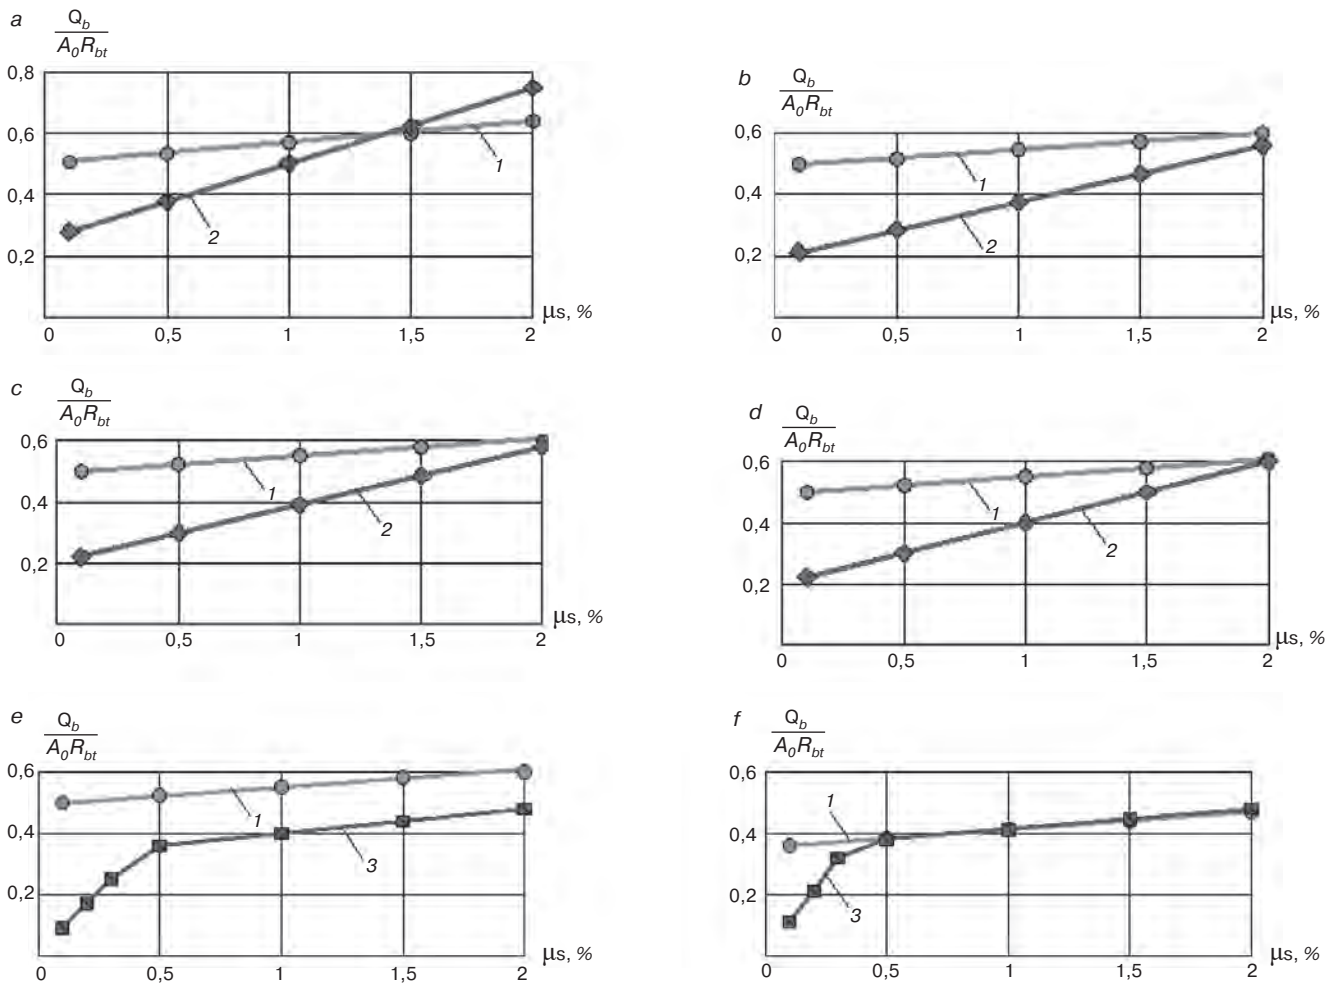 a
Q_b
A_0R_bt
0,8
0,6
0,4
0,2
1
2
µs, %
0 0,5 1 1,5 2
b
Q_b
A_0R_bt
0,6
0,4
0,2
1
2
µs, %
0 0,5 1 1,5 2
c
Q_b
A_0R_bt
0,6
0,4
0,2
1
2
µs, %
0 0,5 1 1,5 2
d
Q_b
A_0R_bt
0,6
0,4
0,2
1
2
µs, %
0 0,5 1 1,5 2
e
Q_b
A_0R_bt
0,6
0,4
0,2
1
3
µs, %
0 0,5 1 1,5 2
f
Q_b
A_0R_bt
0,6
0,4
0,2
1
3
µs, %
0 0,5 1 1,5 2